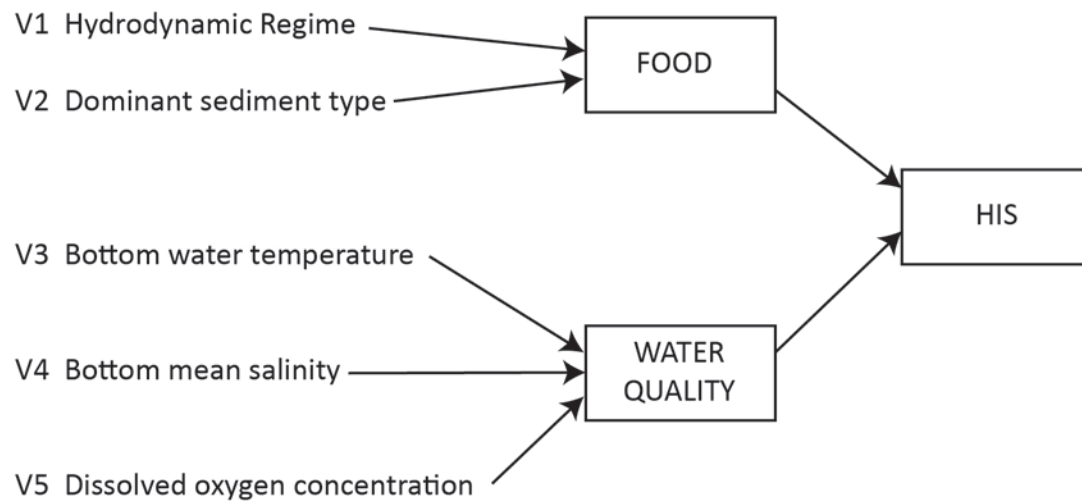 V1 Hydrodynamic Regime
FOOD
V2 Dominant sediment type
HIS
V3 Bottom water temperature
WATER
QUALITY
V4 Bottom mean salinity
V5 Dissolved oxygen concentration